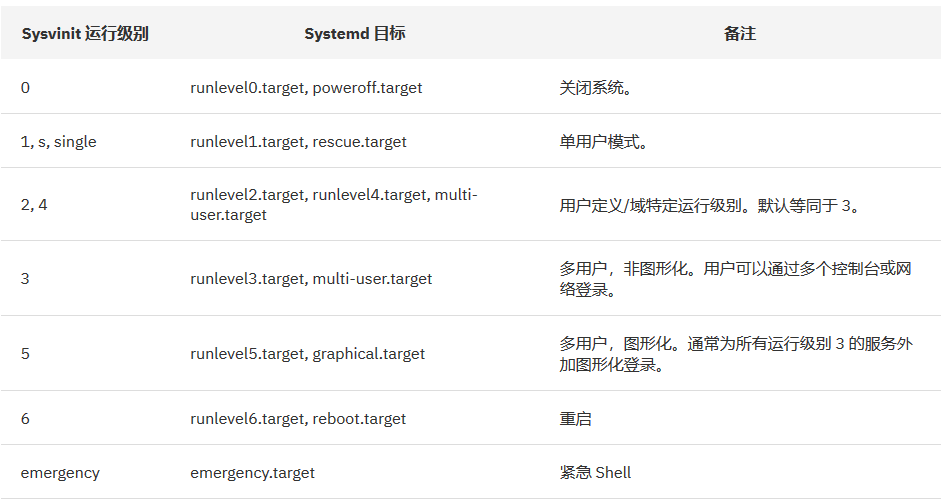 Sysvinit 运行级别 Systemd 目标 备注
0 runlevel0.target, poweroff.target 关闭系统。
1, s, single runlevel1.target, rescue.target 单用户模式。
2, 4 runlevel2.target, runlevel4.target, multi-
user.target 用户定义/域特定运行级别。默认等同于 3。
3 runlevel3.target, multi-user.target 多用户，非图形化。用户可以通过多个控制台或网
络登录。
5 runlevel5.target, graphical.target 多用户，图形化。通常为所有运行级别 3 的服务外
加图形化登录。
6 runlevel6.target, reboot.target 重启
emergency emergency.target 紧急 Shell